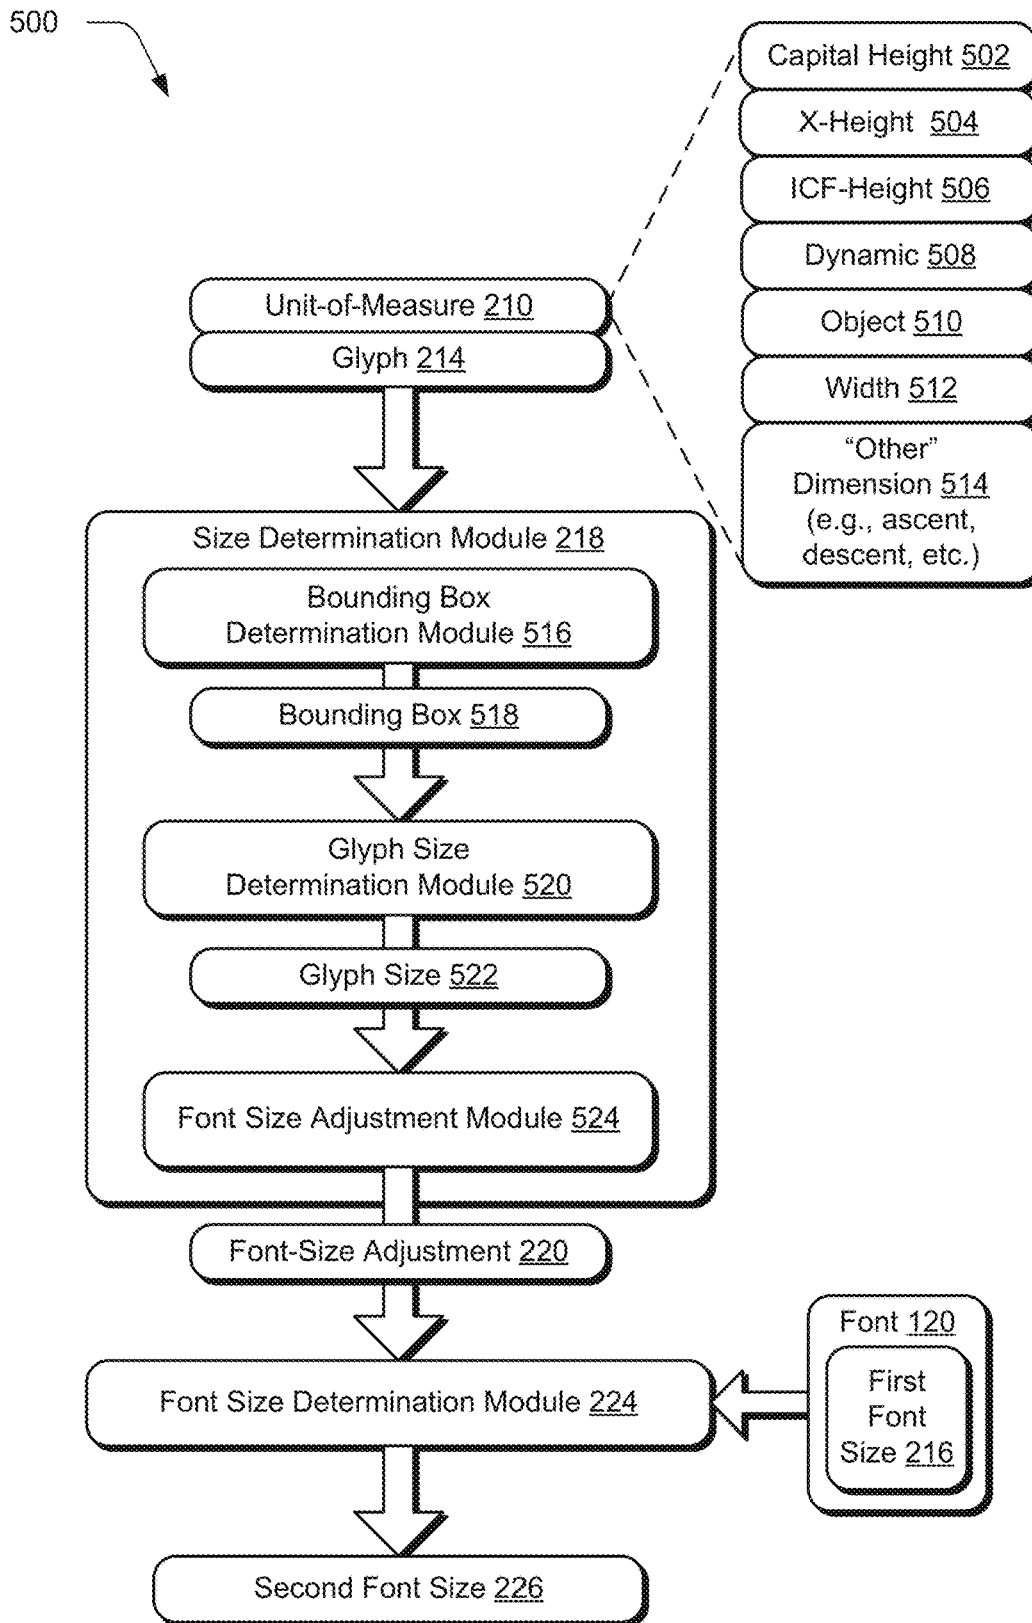 500
Capital Height 502
X-Height 504
ICF-Height 506
Dynamic 508
Object 510
Width 512
“Other”
Dimension 514
(e.g., ascent,
descent, etc.)
Unit-of-Measure 210
Glyph 214
Size Determination Module 218
Bounding Box
Determination Module 516
Bounding Box 518
Glyph Size
Determination Module 520
Glyph Size 522
Font Size Adjustment Module 524
Font-Size Adjustment 220
Font Size Determination Module 224
Font 120
First
Font
Size 216
Second Font Size 226